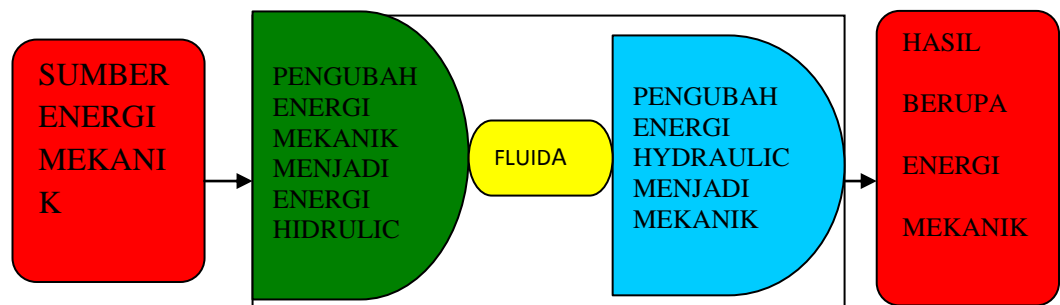 SUMBER
ENERGI
MEKANI
K
PENGUBAH
ENERGI
MEKANIK
MENJADI
ENERGI
HIDRULIC
FLUIDA
PENGUBAH
ENERGI
HYDRAULIC
MENJADI
MEKANIK
HASIL
BERUPA
ENERGI
MEKANIK